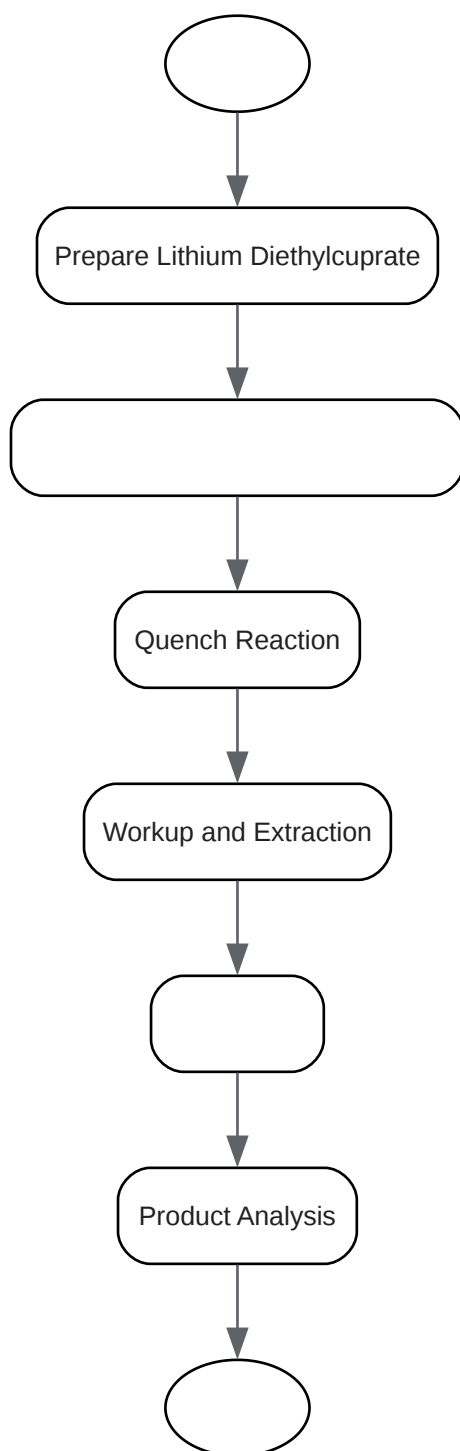 Prepare Lithium Diethylcuprate
Quench Reaction
Workup and Extraction
Product Analysis